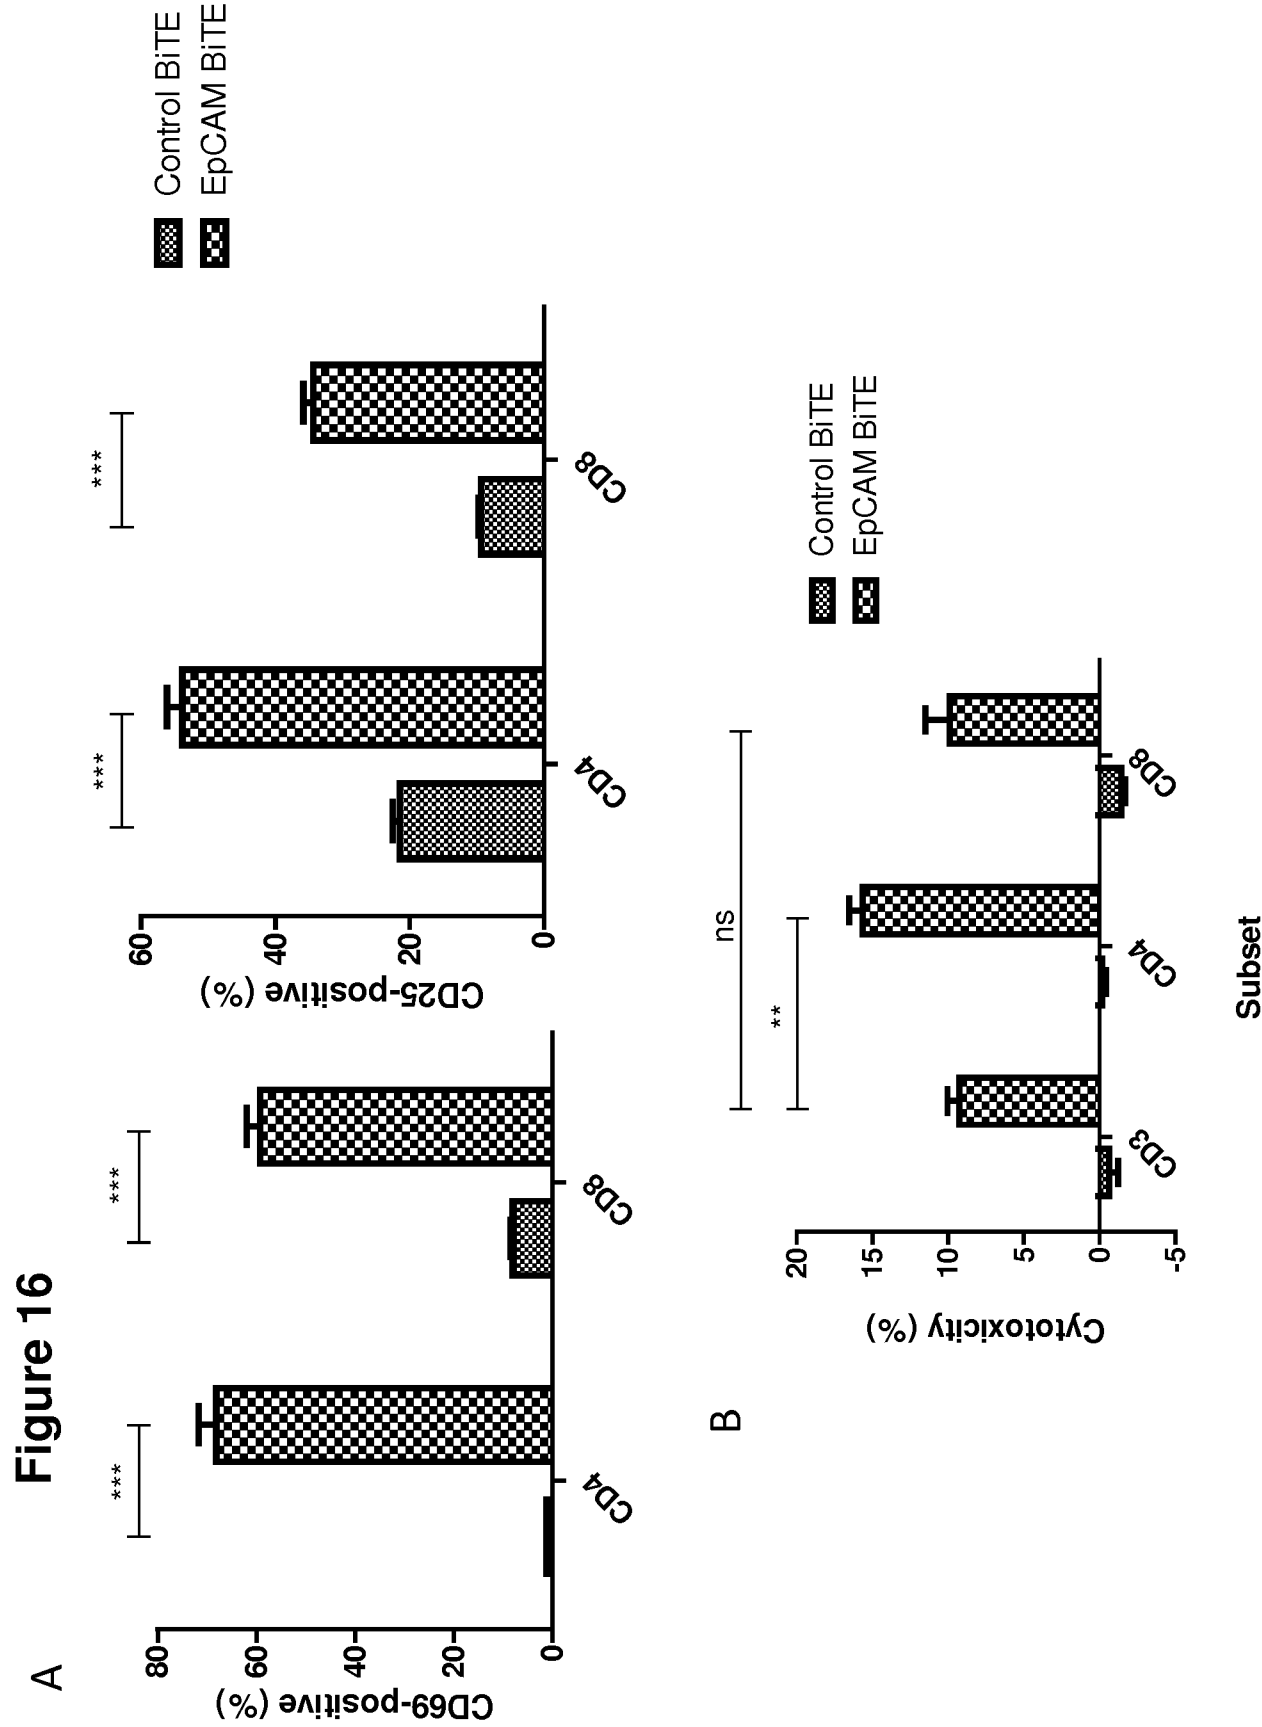 Figure 16
A
CD69-positive (%)
80
60
40
20
0
***
***
CD4
CD8
CD25-positive (%)
60
40
20
0
***
***
CD4
CD8
Control BiTE
EpCAM BiTE
B
Cytotoxicity (%)
20
15
10
5
0
-5
ns
**
CD3
CD4
CD8
Subset
Control BiTE
EpCAM BiTE